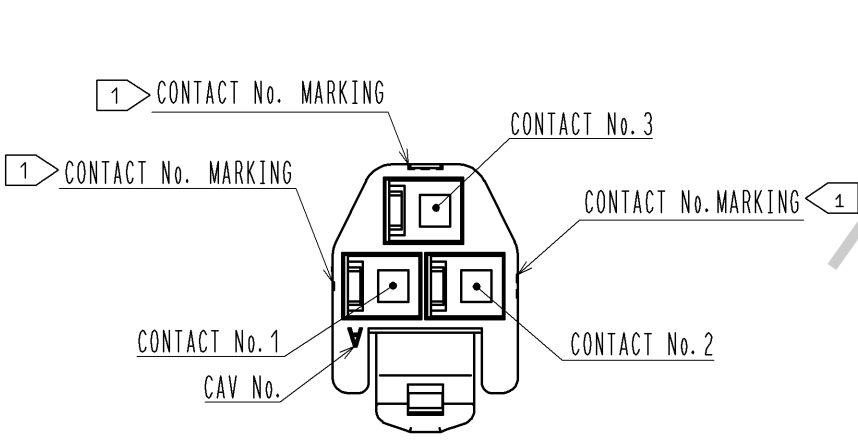 1 CONTACT No. MARKING
CONTACT No. 3
1 CONTACT No. MARKING
CONTACT No. MARKING 1
CONTACT No. 1
A
CONTACT No. 2
CAV No.